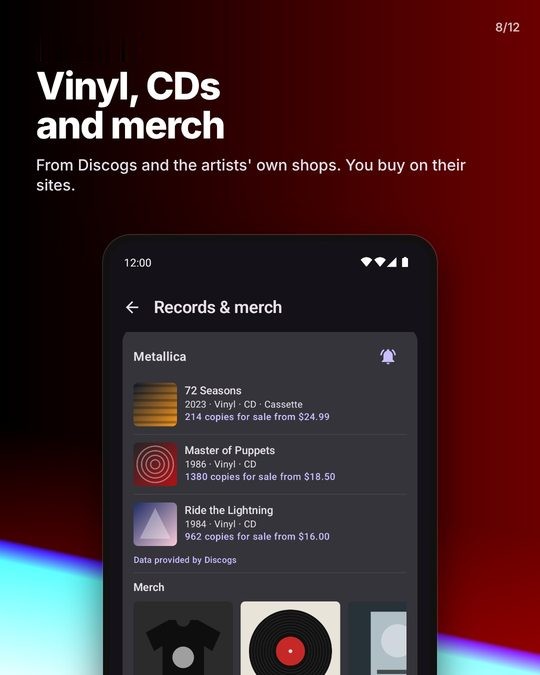 8/12
Vinyl, CDs
and merch
From Discogs and the artists' own shops. You buy on their
sites.
12:00
Records & merch
Metallica
72 Seasons
2023 · Vinyl · CD · Cassette
214 copies for sale from $24.99
Master of Puppets
1986 · Vinyl · CD
1380 copies for sale from $18.50
Ride the Lightning
1984 · Vinyl · CD
962 copies for sale from $16.00
Data provided by Discogs
Merch